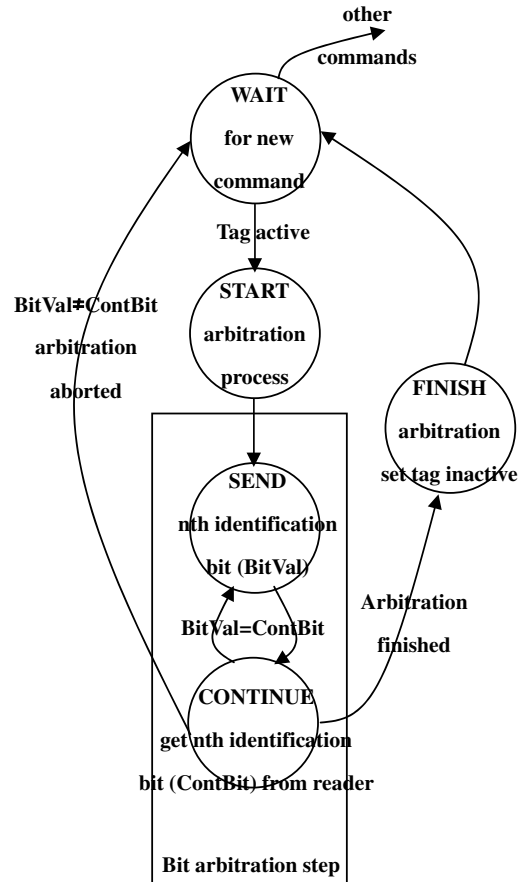 other
commands
WAIT
for new
command
Tag active
START
arbitration
process
BitVal≠ContBit
arbitration
aborted
FINISH
arbitration
set tag inactive
SEND
nth identification
bit (BitVal)
BitVal=ContBit
Arbitration
finished
CONTINUE
get nth identification
bit (ContBit) from reader
Bit arbitration step